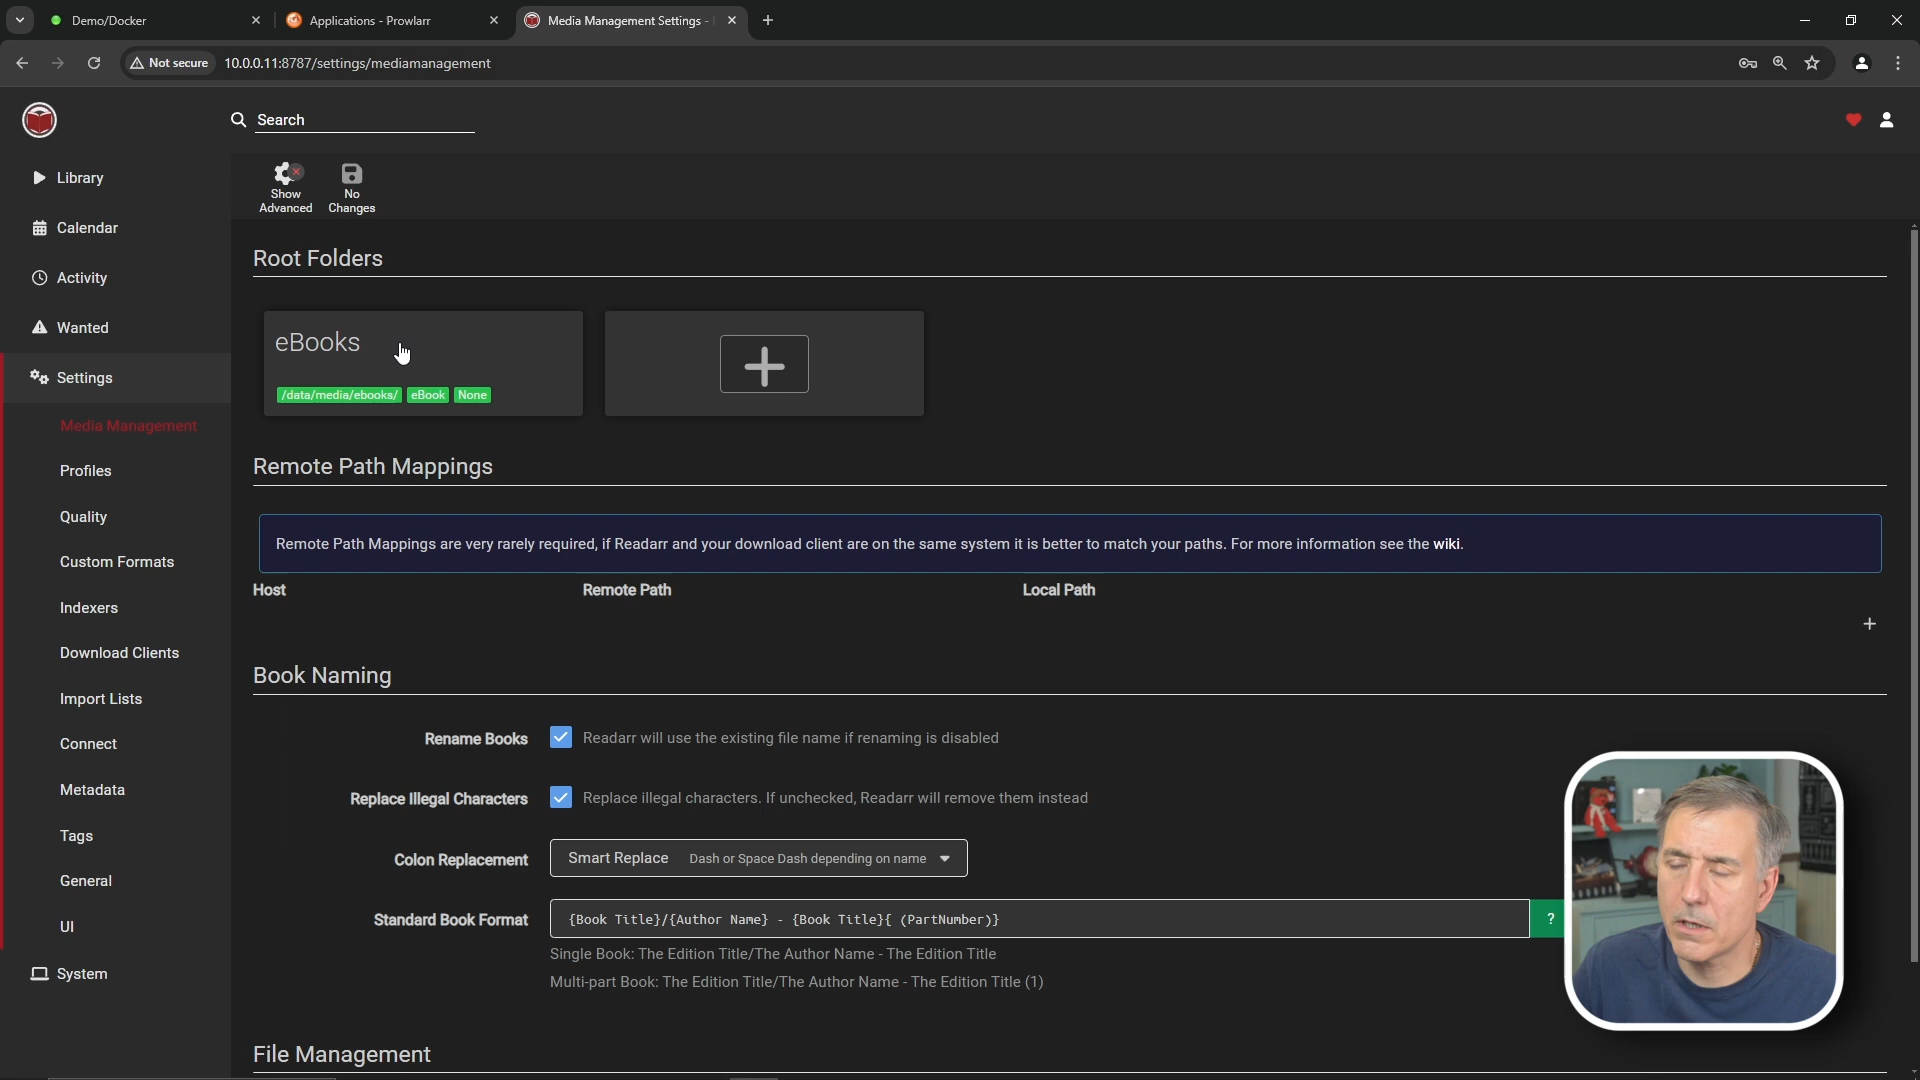 Demo/Docker
Applications - Prowlarr
Media Management Settings -
Not secure
10.0.0.11:8787/settings/mediamanagement
Search
Library
Calendar
Activity
Wanted
Settings
Media Management
Profiles
Quality
Custom Formats
Indexers
Download Clients
Import Lists
Connect
Metadata
Tags
General
UI
System
Show
Advanced
No
Changes
Root Folders
eBooks
/data/media/ebooks/ eBook None
Remote Path Mappings
Remote Path Mappings are very rarely required, if Readarr and your download client are on the same system it is better to match your paths. For more information see the wiki.
Host Remote Path Local Path
Book Naming
Rename Books Readarr will use the existing file name if renaming is disabled
Replace Illegal Characters Replace illegal characters. If unchecked, Readarr will remove them instead
Colon Replacement Smart Replace Dash or Space Dash depending on name
Standard Book Format {Book Title}/{Author Name} - {Book Title}{ (PartNumber)} ?
Single Book: The Edition Title/The Author Name - The Edition Title
Multi-part Book: The Edition Title/The Author Name - The Edition Title (1)
File Management